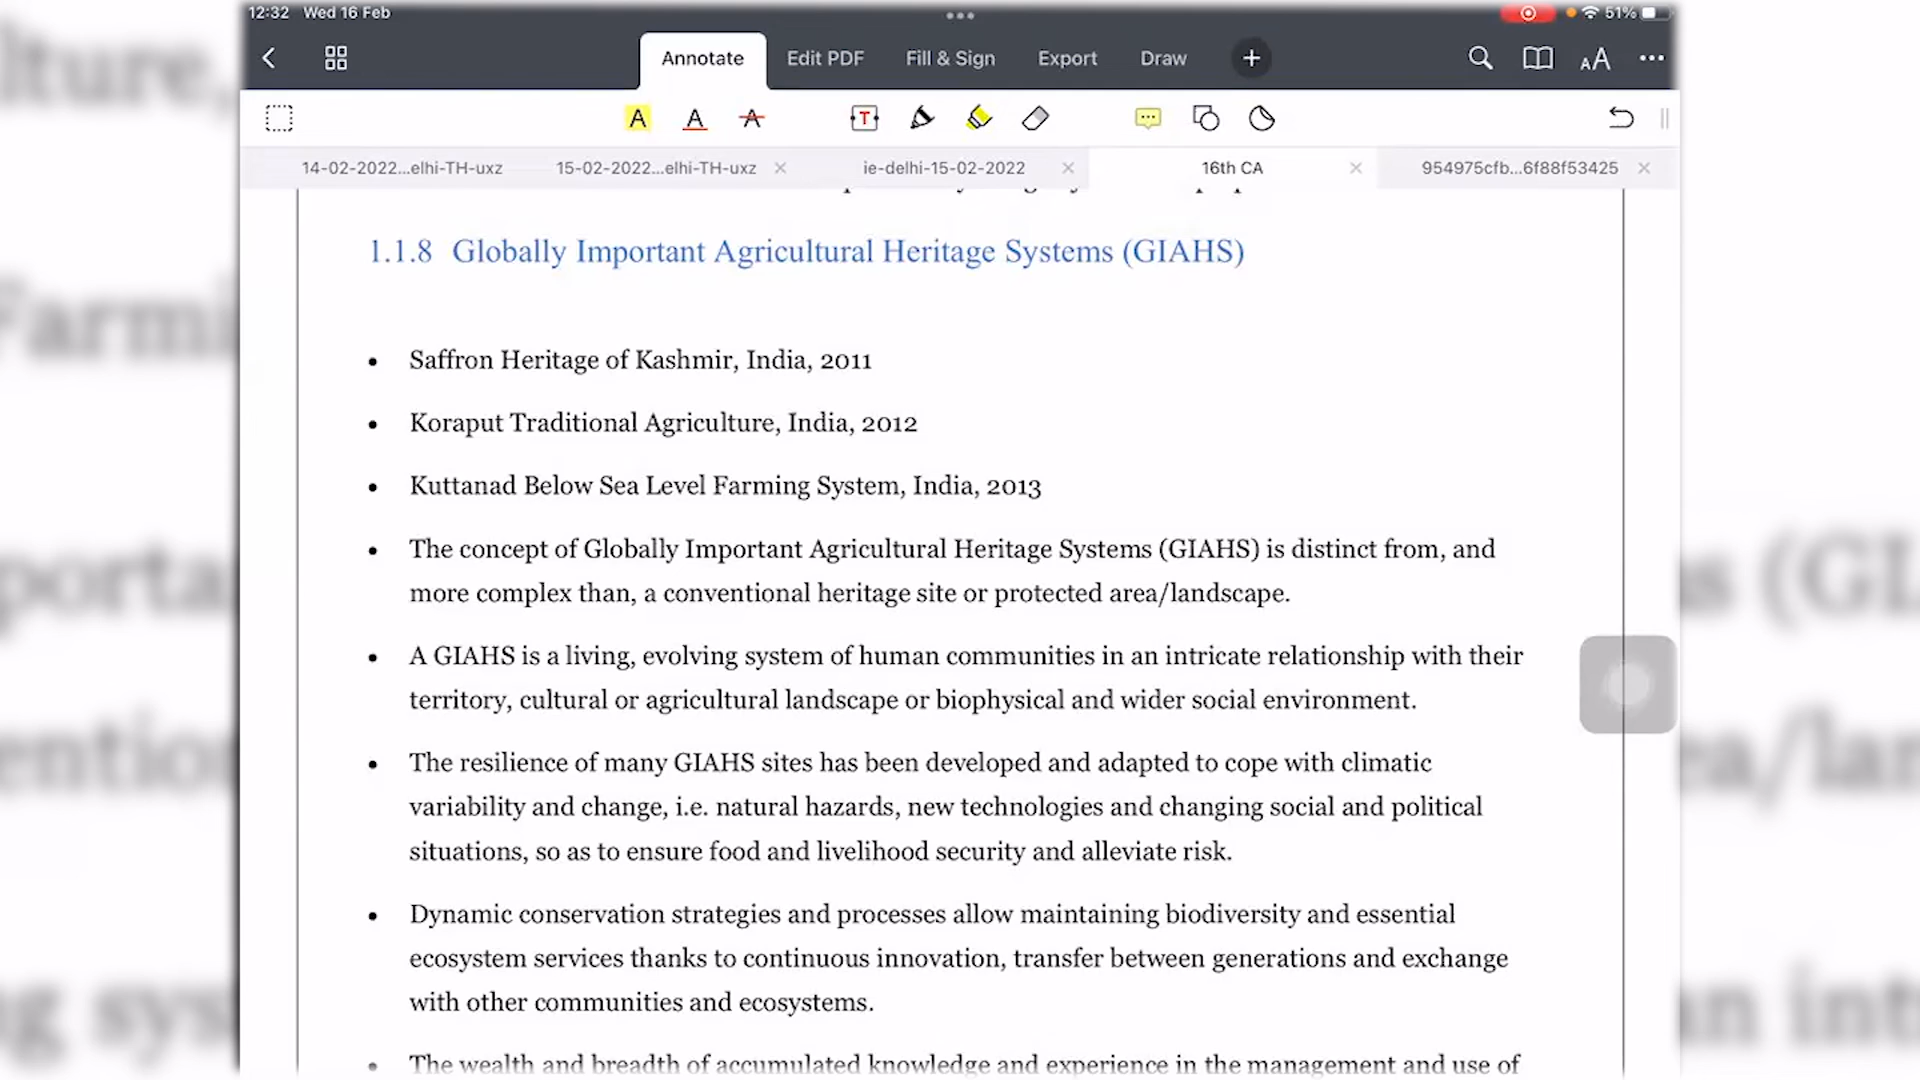 12:32 Wed 16 Feb
51%
Annotate Edit PDF Fill & Sign Export Draw
AA
A A A T
14-02-2022...elhi-TH-uxz 15-02-2022...elhi-TH-uxz ie-delhi-15-02-2022 16th CA 954975cfb...6f88f53425
1.1.8 Globally Important Agricultural Heritage Systems (GIAHS)
• Saffron Heritage of Kashmir, India, 2011
• Koraput Traditional Agriculture, India, 2012
• Kuttanad Below Sea Level Farming System, India, 2013
• The concept of Globally Important Agricultural Heritage Systems (GIAHS) is distinct from, and
more complex than, a conventional heritage site or protected area/landscape.
• A GIAHS is a living, evolving system of human communities in an intricate relationship with their
territory, cultural or agricultural landscape or biophysical and wider social environment.
• The resilience of many GIAHS sites has been developed and adapted to cope with climatic
variability and change, i.e. natural hazards, new technologies and changing social and political
situations, so as to ensure food and livelihood security and alleviate risk.
• Dynamic conservation strategies and processes allow maintaining biodiversity and essential
ecosystem services thanks to continuous innovation, transfer between generations and exchange
with other communities and ecosystems.
• The wealth and breadth of accumulated knowledge and experience in the management and use of